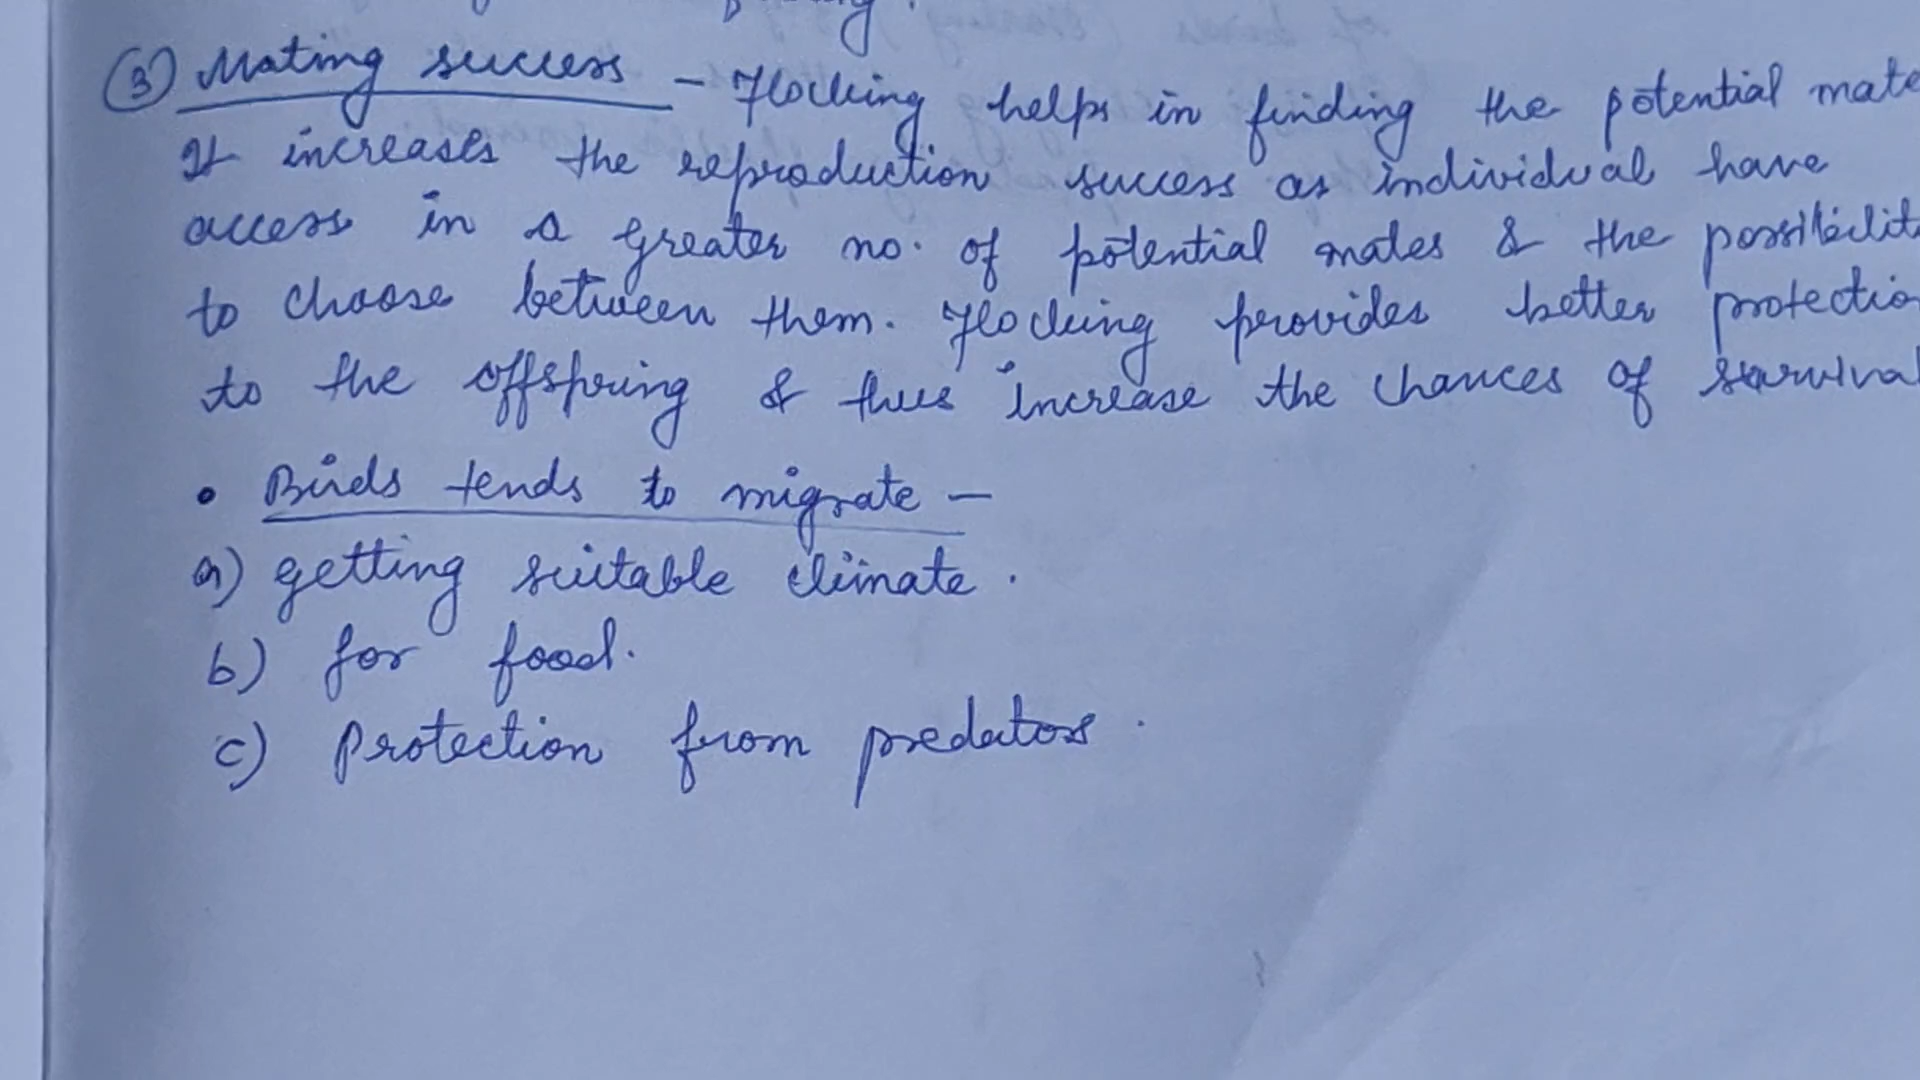 ③ Mating success – Flocking helps in finding the potential mate
It increases the reproduction success as individual have
access in a greater no. of potential mates & the possibilit
to choose between them. Flocking provides better protectio
to the offspring & thus increase the chances of survival
• Birds tends to migrate –
a) getting suitable climate.
b) for food.
c) Protection from predators.